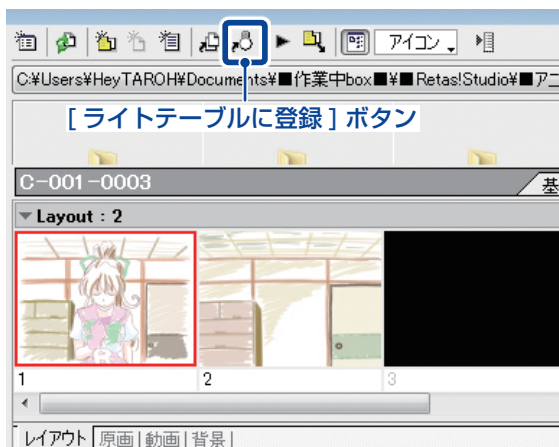 アイコン
C:¥Users¥HeyTAROH¥Documents¥■作業中box■¥■Retas!Studio¥■アニ
[ ライトテーブルに登録 ] ボタン
C-001-0003
基
Layout : 2
1 2 3
レイアウト 原画 | 動画 | 背景 |